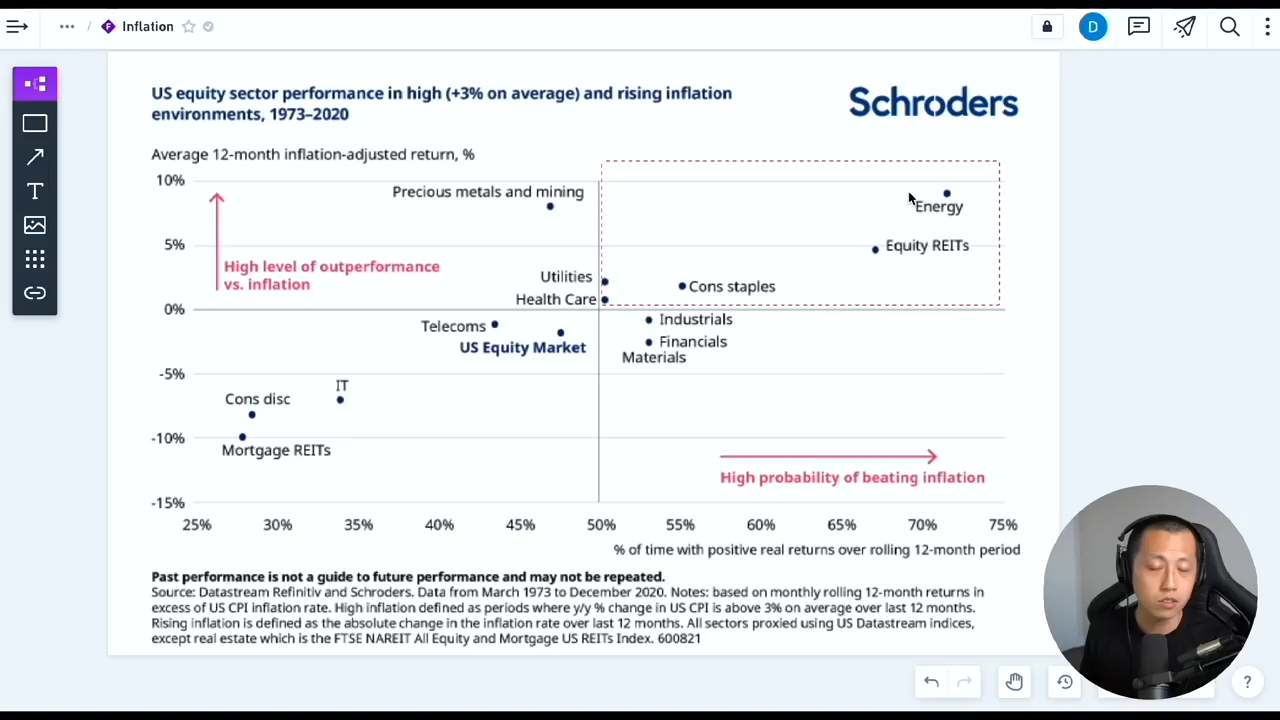 Inflation
D
US equity sector performance in high (+3% on average) and rising inflation
environments, 1973–2020
Schroders
Average 12-month inflation-adjusted return, %
10%
5%
0%
-5%
-10%
-15%
Precious metals and mining
Energy
Equity REITs
High level of outperformance
vs. inflation
Utilities
Cons staples
Health Care
Industrials
Telecoms
Financials
US Equity Market
Materials
IT
Cons disc
Mortgage REITs
High probability of beating inflation
25% 30% 35% 40% 45% 50% 55% 60% 65% 70% 75%
% of time with positive real returns over rolling 12-month period
Past performance is not a guide to future performance and may not be repeated.
Source: Datastream Refinitiv and Schroders. Data from March 1973 to December 2020. Notes: based on monthly rolling 12-month returns in
excess of US CPI inflation rate. High inflation defined as periods where y/y % change in US CPI is above 3% on average over last 12 months.
Rising inflation is defined as the absolute change in the inflation rate over last 12 months. All sectors proxied using US Datastream indices,
except real estate which is the FTSE NAREIT All Equity and Mortgage US REITs Index. 600821